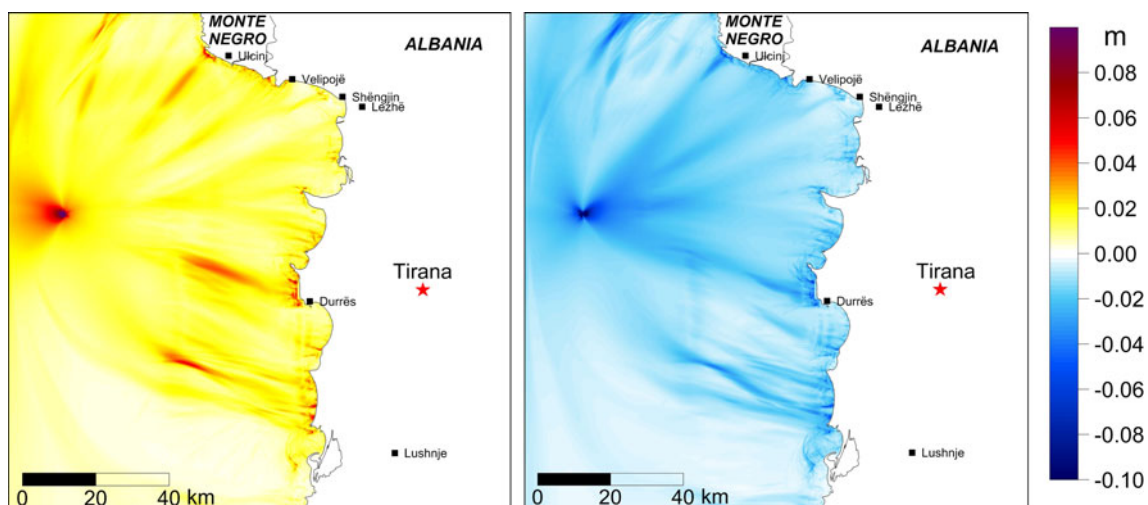 MONTE
NEGRO
ALBANIA
Ulcinj
Velipojë
Shëngjin
Lezhë
Tirana
Durrës
Lushnje
0 20 40 km
MONTE
NEGRO
ALBANIA
Ulcinj
Velipojë
Shëngjin
Lezhë
Tirana
Durrës
Lushnje
0 20 40 km
m
0.08
0.06
0.04
0.02
0.00
-0.02
-0.04
-0.06
-0.08
-0.10